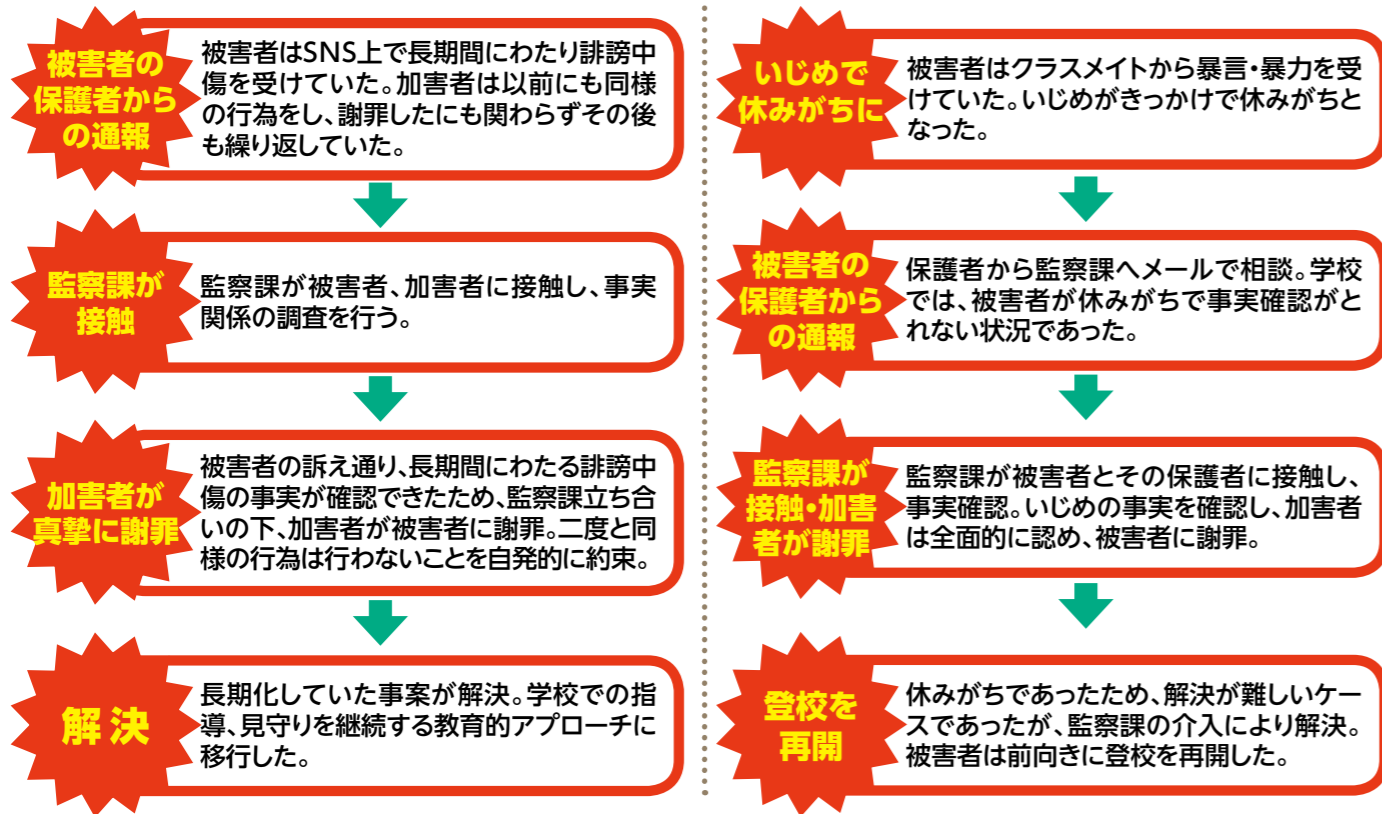 被害者の
保護者から
の通報
被害者はSNS上で長期間にわたり誹謗中
傷を受けていた。加害者は以前にも同様
の行為をし、謝罪したにも関わらずその後
も繰り返していた。
監察課が
接触
監察課が被害者、加害者に接触し、事実
関係の調査を行う。
加害者が
真摯に謝罪
被害者の訴え通り、長期間にわたる誹謗中
傷の事実が確認できたため、監察課立ち合
いの下、加害者が被害者に謝罪。二度と同
様の行為は行わないことを自発的に約束。
解決
長期化していた事案が解決。学校での指
導、見守りを継続する教育的アプローチに
移行した。
いじめで
休みがちに
被害者はクラスメイトから暴言・暴力を受
けていた。いじめがきっかけで休みがちと
なった。
被害者の
保護者から
の通報
保護者から監察課へメールで相談。学校
では、被害者が休みがちで事実確認がと
れない状況であった。
監察課が
接触・加害
者が謝罪
監察課が被害者とその保護者に接触し、
事実確認。いじめの事実を確認し、加害者
は全面的に認め、被害者に謝罪。
登校を
再開
休みがちであったため、解決が難しいケー
スであったが、監察課の介入により解決。
被害者は前向きに登校を再開した。